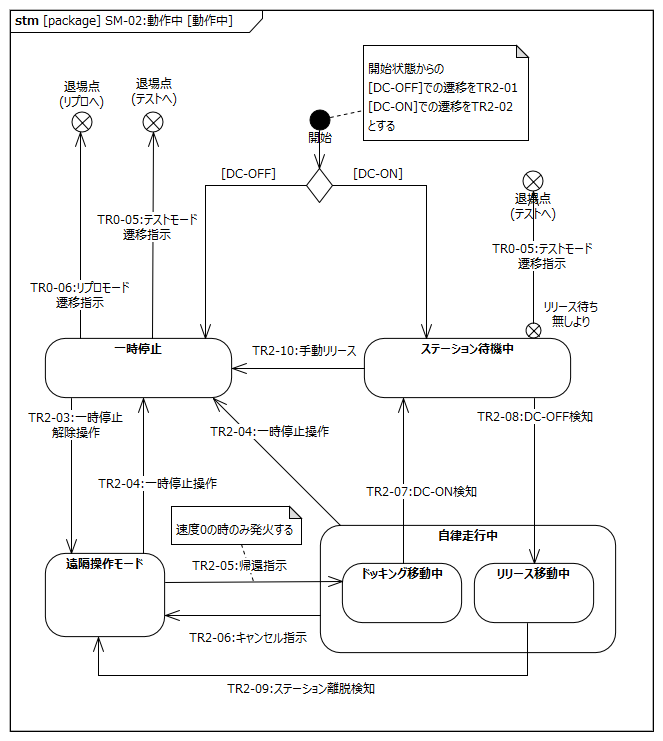 stm [package] SM-02:動作中 [動作中]
開始状態からの
[DC-OFF]での遷移をTR2-01
[DC-ON]での遷移をTR2-02
とする
退場点
(リプロへ)
退場点
(テストへ)
開始
[DC-OFF]
[DC-ON]
退場点
(テストへ)
TR0-05:テストモード
遷移指示
TR0-05:テストモード
遷移指示
TR0-06:リプロモード
遷移指示
リリース待ち
無しより
一時停止
TR2-10:手動リリース
ステーション待機中
TR2-03:一時停止
解除操作
TR2-04:一時停止操作
TR2-08:DC-OFF検知
TR2-04:一時停止操作
TR2-07:DC-ON検知
速度0の時のみ発火する
自律走行中
遠隔操作モード
TR2-05:帰還指示
ドッキング移動中
リリース移動中
TR2-06:キャンセル指示
TR2-09:ステーション離脱検知